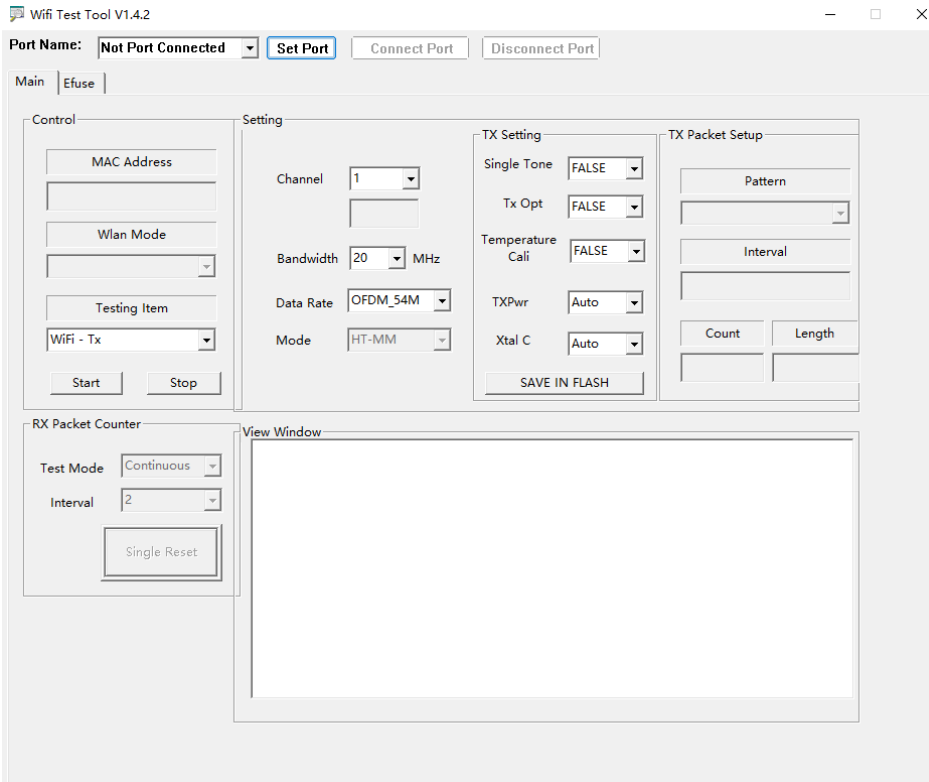 Wifi Test Tool V1.4.2
Port Name: Not Port Connected Set Port Connect Port Disconnect Port
Main Efuse
Control
MAC Address
Wlan Mode
Testing Item
WiFi - Tx
Start Stop
Setting
Channel 1
Bandwidth 20 MHz
Data Rate OFDM_54M
Mode HT-MM
TX Setting
Single Tone FALSE
Tx Opt FALSE
Temperature
Cali FALSE
TXPwr Auto
Xtal C Auto
SAVE IN FLASH
TX Packet Setup
Pattern
Interval
Count Length
RX Packet Counter
Test Mode Continuous
Interval 2
Single Reset
View Window